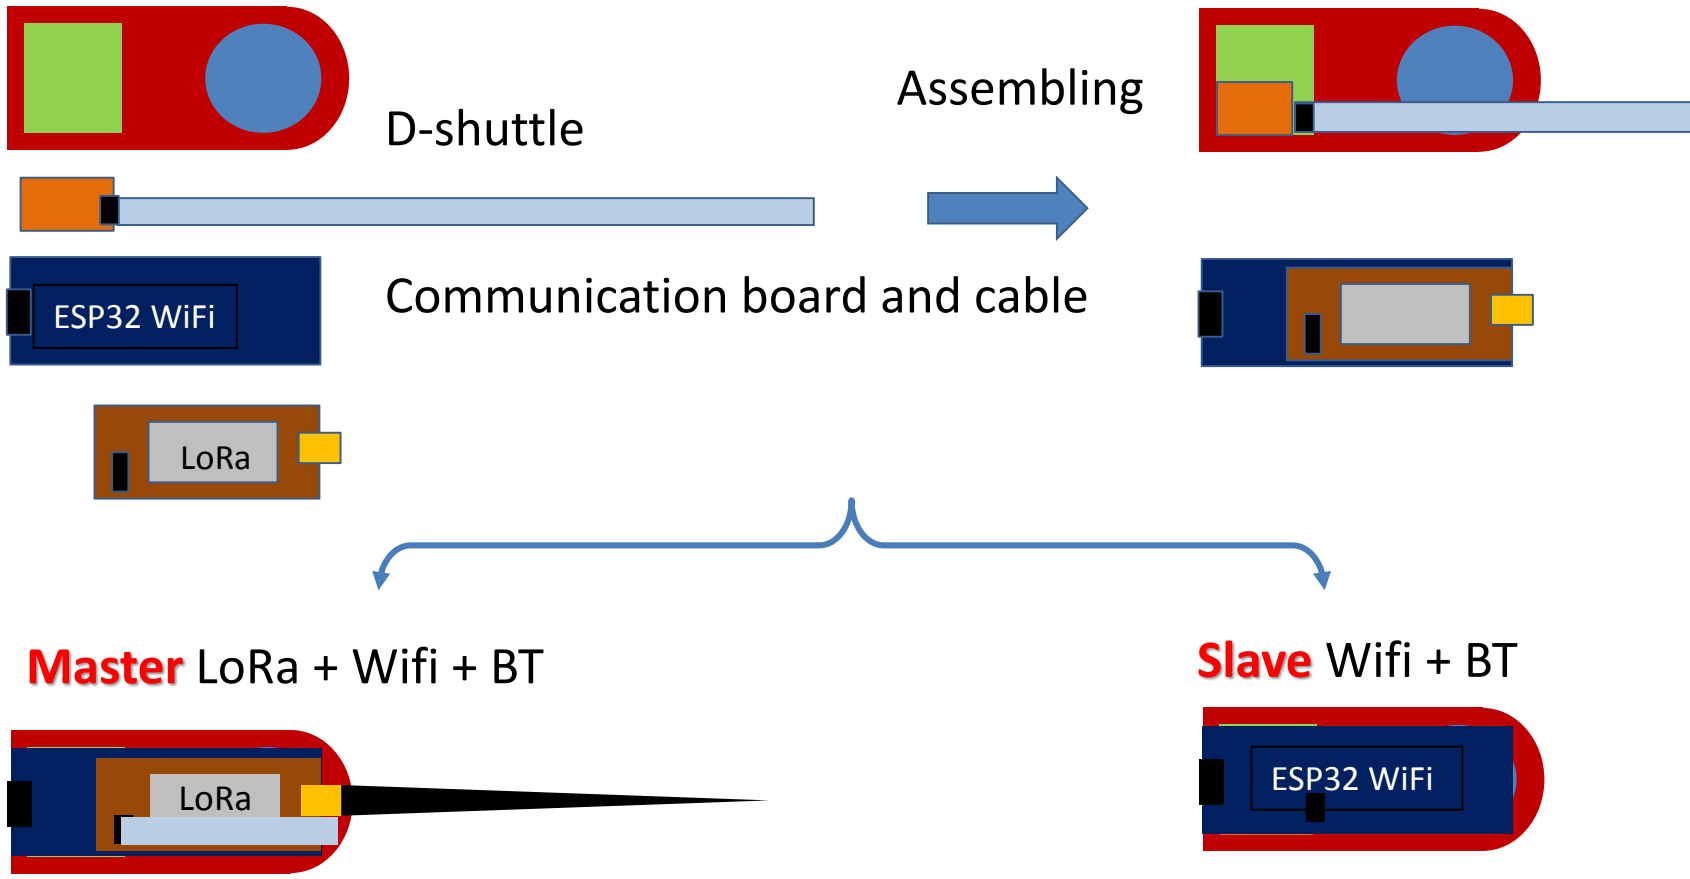 D-shuttle
Assembling
Communication board and cable
ESP32 WiFi
LoRa
Master LoRa + Wifi + BT
Slave Wifi + BT
LoRa
ESP32 WiFi